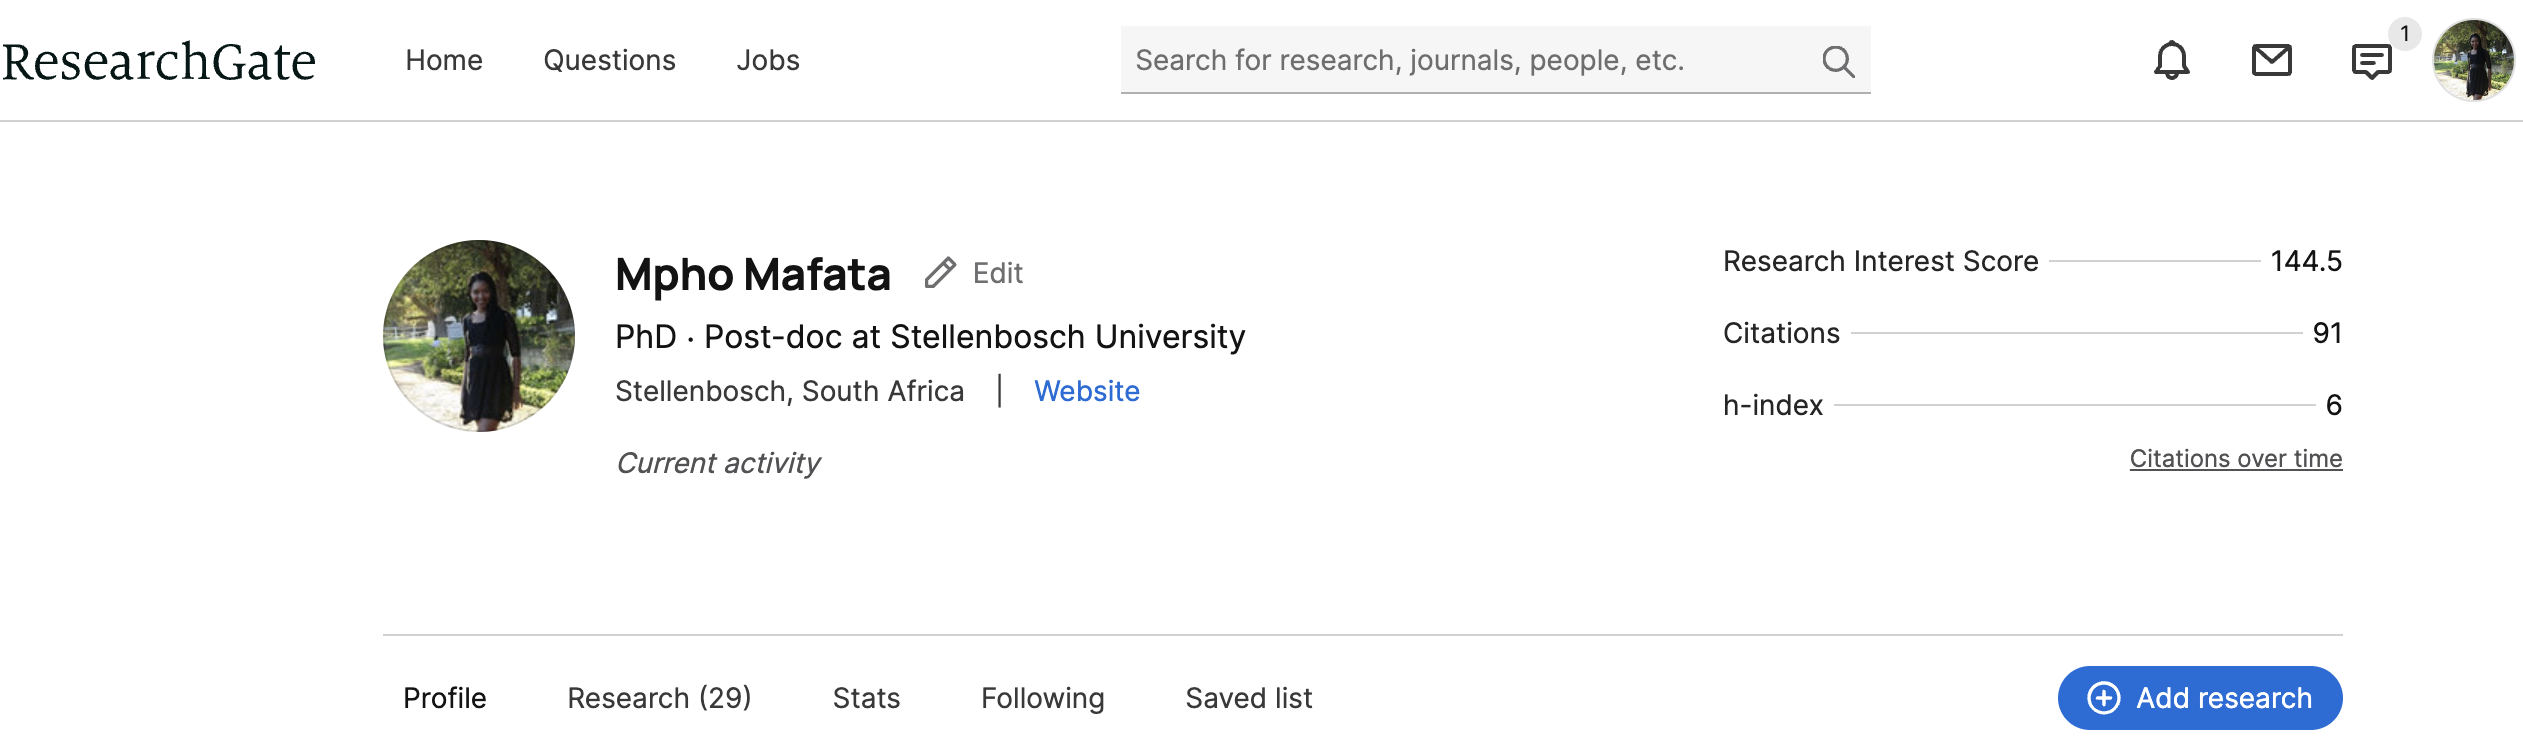 ResearchGate Home Questions Jobs Search for research, journals, people, etc. 1
Mpho Mafata Edit
PhD · Post-doc at Stellenbosch University
Stellenbosch, South Africa | Website
Current activity
Research Interest Score 144.5
Citations 91
h-index 6
Citations over time
Profile Research (29) Stats Following Saved list Add research